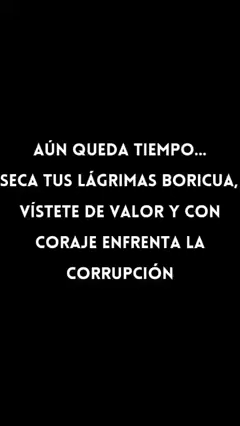 AÚN QUEDA TIEMPO...
SECA TUS LÁGRIMAS BORICUA,
VÍSTETE DE VALOR Y CON
CORAJE ENFRENTA LA
CORRUPCIÓN